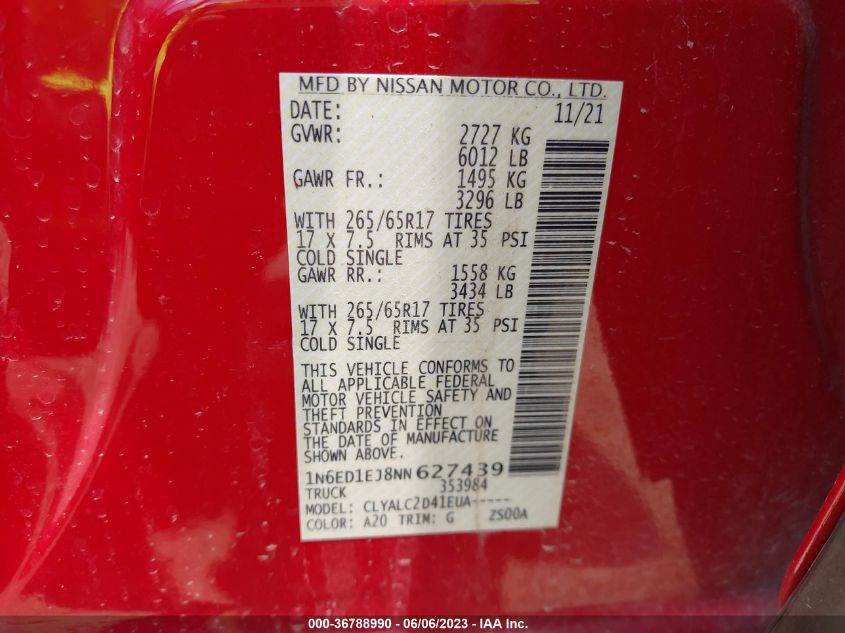 MFD BY NISSAN MOTOR CO., LTD.
DATE: 11/21
GVWR: 2727 KG
6012 LB
GAWR FR.: 1495 KG
3296 LB
WITH 265/65R17 TIRES
17 X 7.5 RIMS AT 35 PSI
COLD SINGLE
GAWR RR.: 1558 KG
3434 LB
WITH 265/65R17 TIRES
17 X 7.5 RIMS AT 35 PSI
COLD SINGLE
THIS VEHICLE CONFORMS TO
ALL APPLICABLE FEDERAL
MOTOR VEHICLE SAFETY AND
THEFT PREVENTION
STANDARDS IN EFFECT ON
THE DATE OF MANUFACTURE
SHOWN ABOVE.
1N6ED1EJ8NN627439
TRUCK 353984
MODEL: CLYALC2D41EUA-----
COLOR: A20 TRIM: G ZS00A
000-36788990 - 06/06/2023 - IAA Inc.